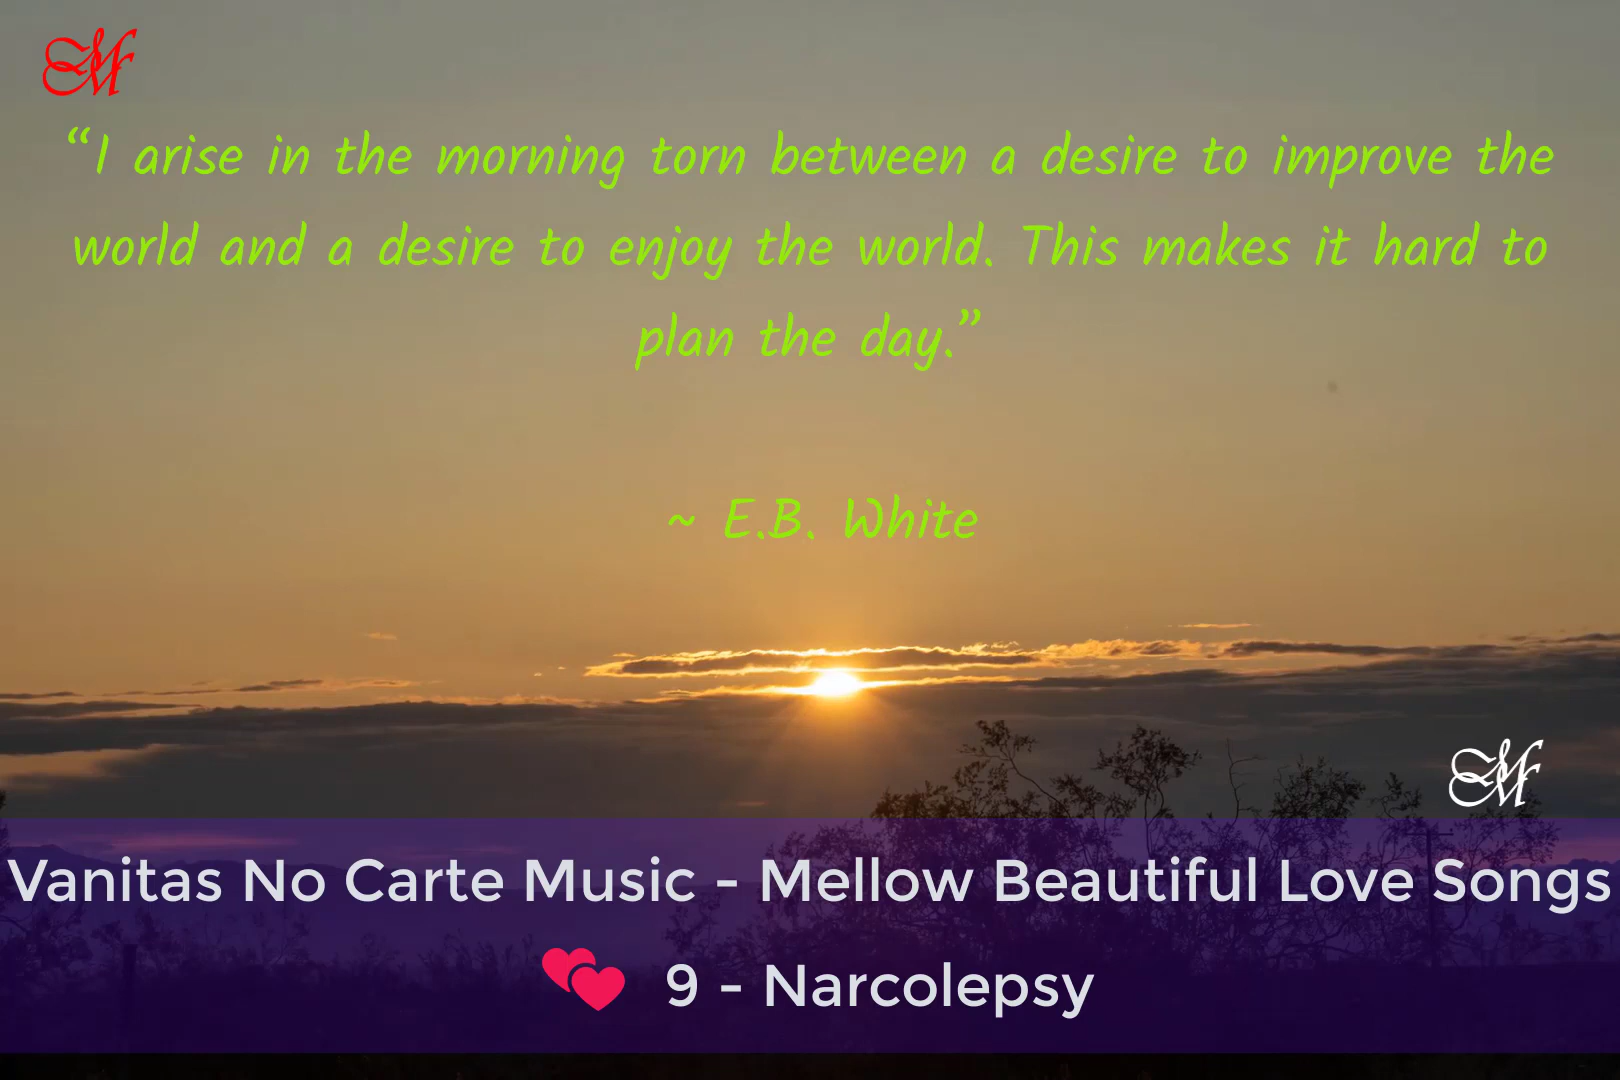 “I arise in the morning torn between a desire to improve the
world and a desire to enjoy the world. This makes it hard to
plan the day.”
~ E.B. White
Vanitas No Carte Music - Mellow Beautiful Love Songs
9 - Narcolepsy